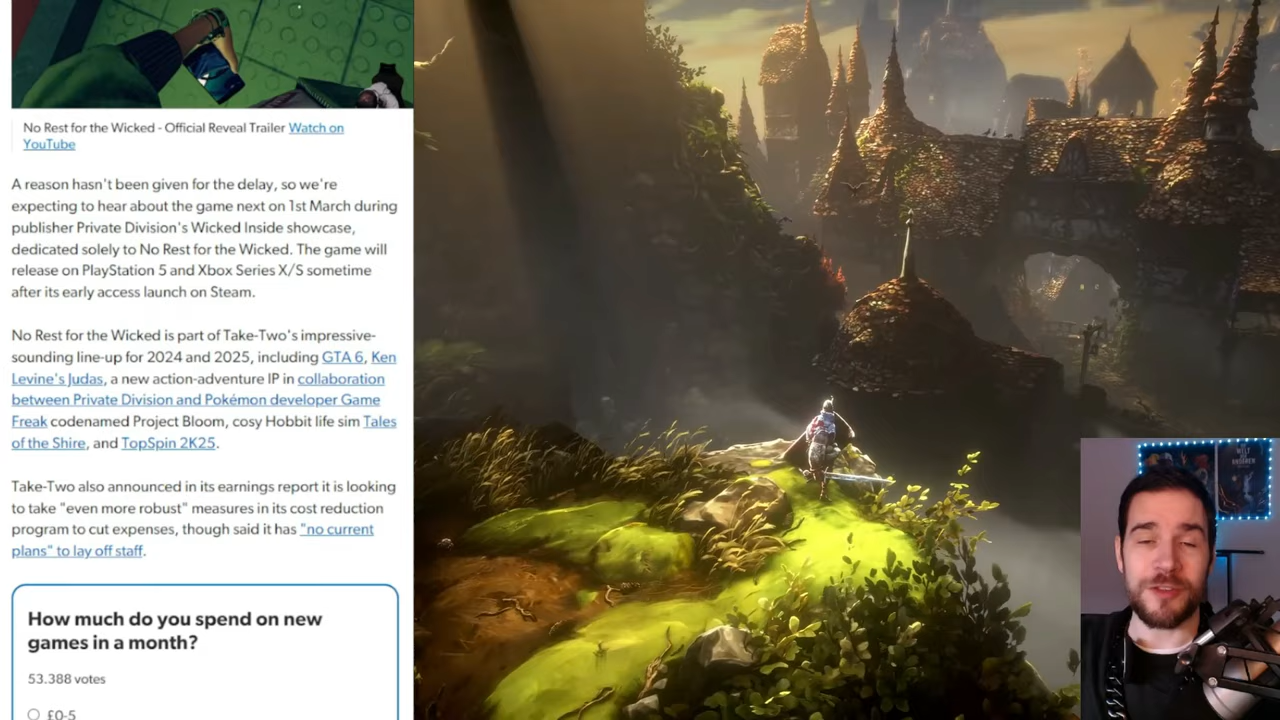 No Rest for the Wicked - Official Reveal Trailer Watch on
YouTube
A reason hasn't been given for the delay, so we're
expecting to hear about the game next on 1st March during
publisher Private Division's Wicked Inside showcase,
dedicated solely to No Rest for the Wicked. The game will
release on PlayStation 5 and Xbox Series X/S sometime
after its early access launch on Steam.
No Rest for the Wicked is part of Take-Two's impressive-
sounding line-up for 2024 and 2025, including GTA 6, Ken
Levine's Judas, a new action-adventure IP in collaboration
between Private Division and Pokémon developer Game
Freak codenamed Project Bloom, cosy Hobbit life sim Tales
of the Shire, and TopSpin 2K25.
Take-Two also announced in its earnings report it is looking
to take "even more robust" measures in its cost reduction
program to cut expenses, though said it has "no current
plans" to lay off staff.
How much do you spend on new
games in a month?
53.388 votes
£0-5